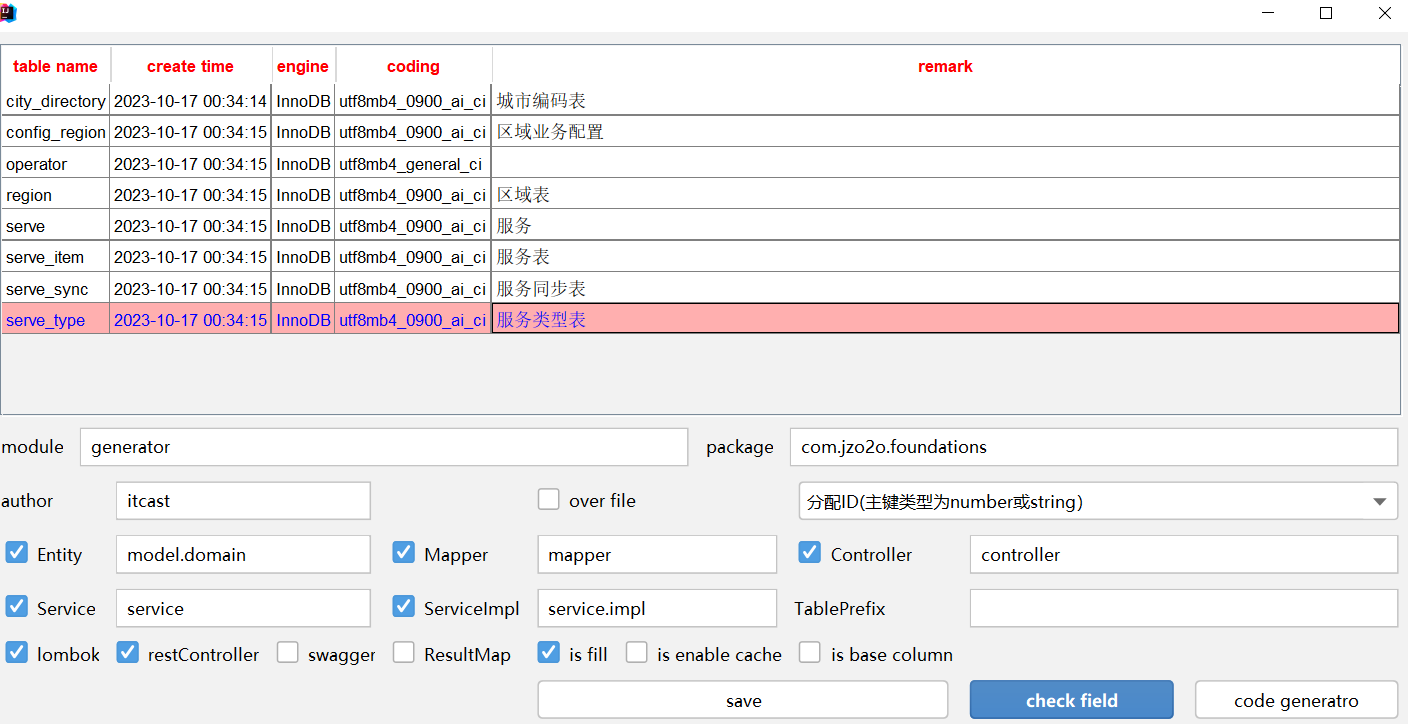 table name create time engine coding remark
city_directory 2023-10-17 00:34:14 InnoDB utf8mb4_0900_ai_ci 城市编码表
config_region 2023-10-17 00:34:15 InnoDB utf8mb4_0900_ai_ci 区域业务配置
operator 2023-10-17 00:34:15 InnoDB utf8mb4_general_ci
region 2023-10-17 00:34:15 InnoDB utf8mb4_0900_ai_ci 区域表
serve 2023-10-17 00:34:15 InnoDB utf8mb4_0900_ai_ci 服务
serve_item 2023-10-17 00:34:15 InnoDB utf8mb4_0900_ai_ci 服务表
serve_sync 2023-10-17 00:34:15 InnoDB utf8mb4_0900_ai_ci 服务同步表
serve_type 2023-10-17 00:34:15 InnoDB utf8mb4_0900_ai_ci 服务类型表
module generator package com.jzo2o.foundations
author itcast over file 分配ID(主键类型为number或string)
Entity model.domain Mapper mapper Controller controller
Service service ServiceImpl service.impl TablePrefix
lombok restController swagger ResultMap is fill is enable cache is base column
save check field code generatro